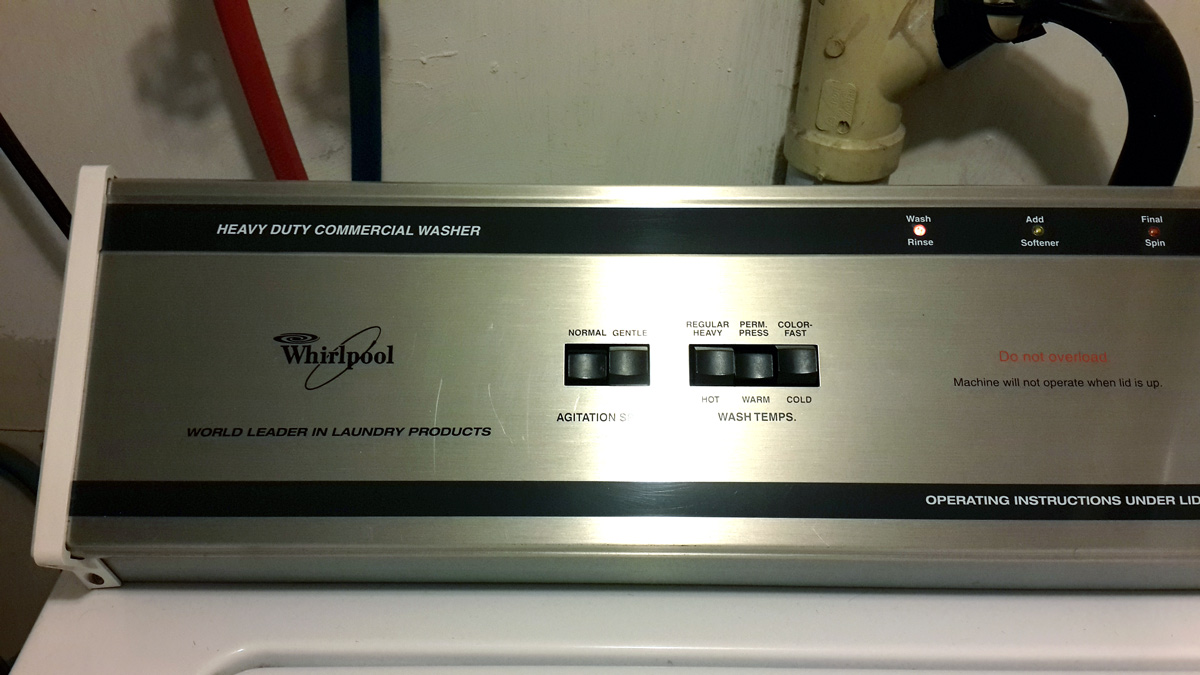 HEAVY DUTY COMMERCIAL WASHER
Wash
Rinse
Add
Softener
Final
Spin
Whirlpool
WORLD LEADER IN LAUNDRY PRODUCTS
NORMAL GENTLE
AGITATION
REGULAR HEAVY
PERM. PRESS
COLOR-FAST
HOT WARM COLD
WASH TEMPS.
Do not overload.
Machine will not operate when lid is up.
OPERATING INSTRUCTIONS UNDER LID